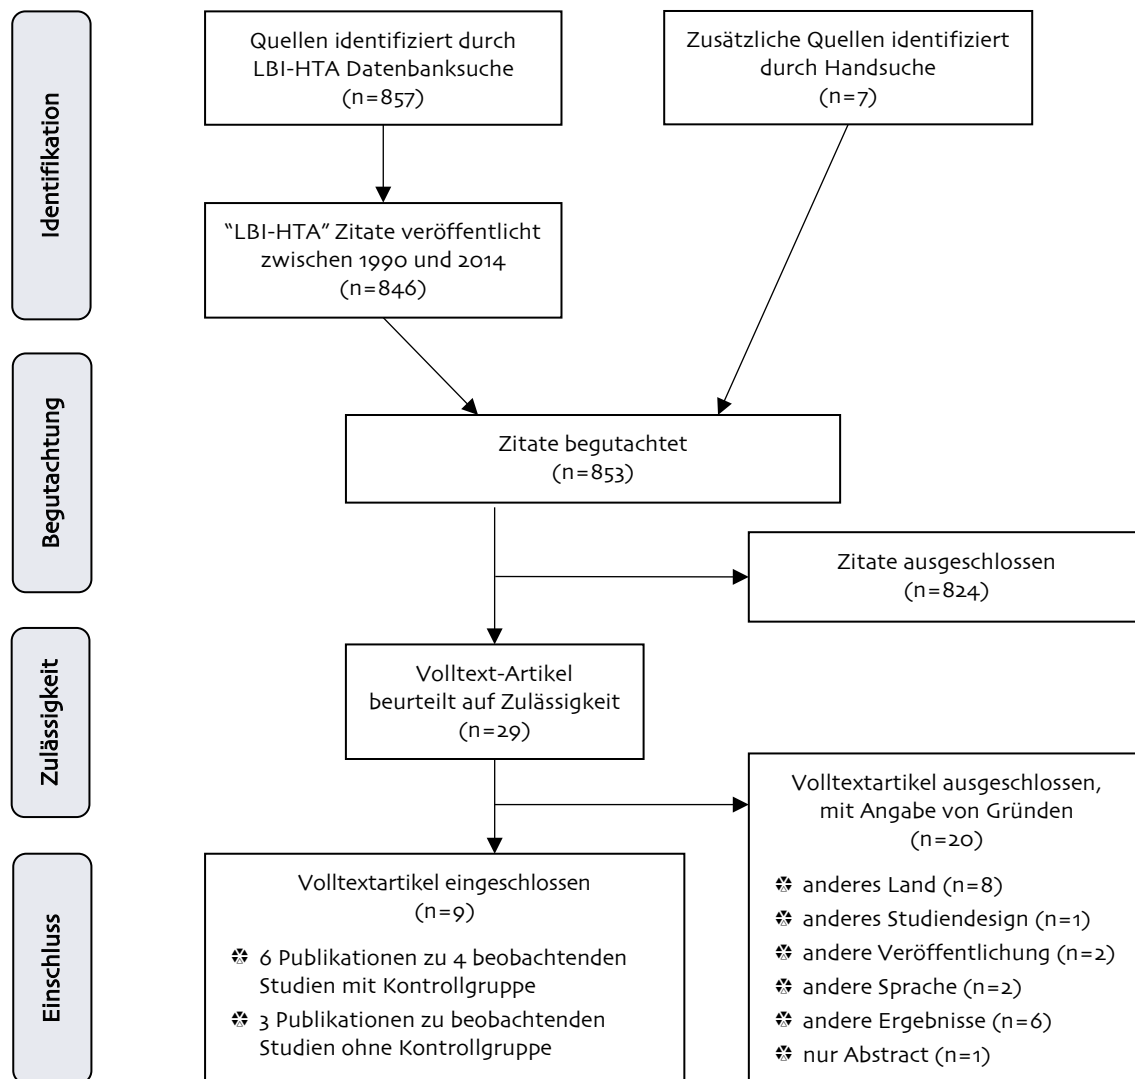 Identifikation
Quellen identifiziert durch
LBI-HTA Datenbanksuche
(n=857)
Zusätzliche Quellen identifiziert
durch Handsuche
(n=7)
“LBI-HTA” Zitate veröffentlicht
zwischen 1990 und 2014
(n=846)
Begutachtung
Zitate begutachtet
(n=853)
Zitate ausgeschlossen
(n=824)
Zulässigkeit
Volltext-Artikel
beurteilt auf Zulässigkeit
(n=29)
Volltextartikel ausgeschlossen,
mit Angabe von Gründen
(n=20)
anderes Land (n=8)
anderes Studiendesign (n=1)
andere Veröffentlichung (n=2)
andere Sprache (n=2)
andere Ergebnisse (n=6)
nur Abstract (n=1)
Einschluss
Volltextartikel eingeschlossen
(n=9)
6 Publikationen zu 4 beobachtenden
Studien mit Kontrollgruppe
3 Publikationen zu beobachtenden
Studien ohne Kontrollgruppe